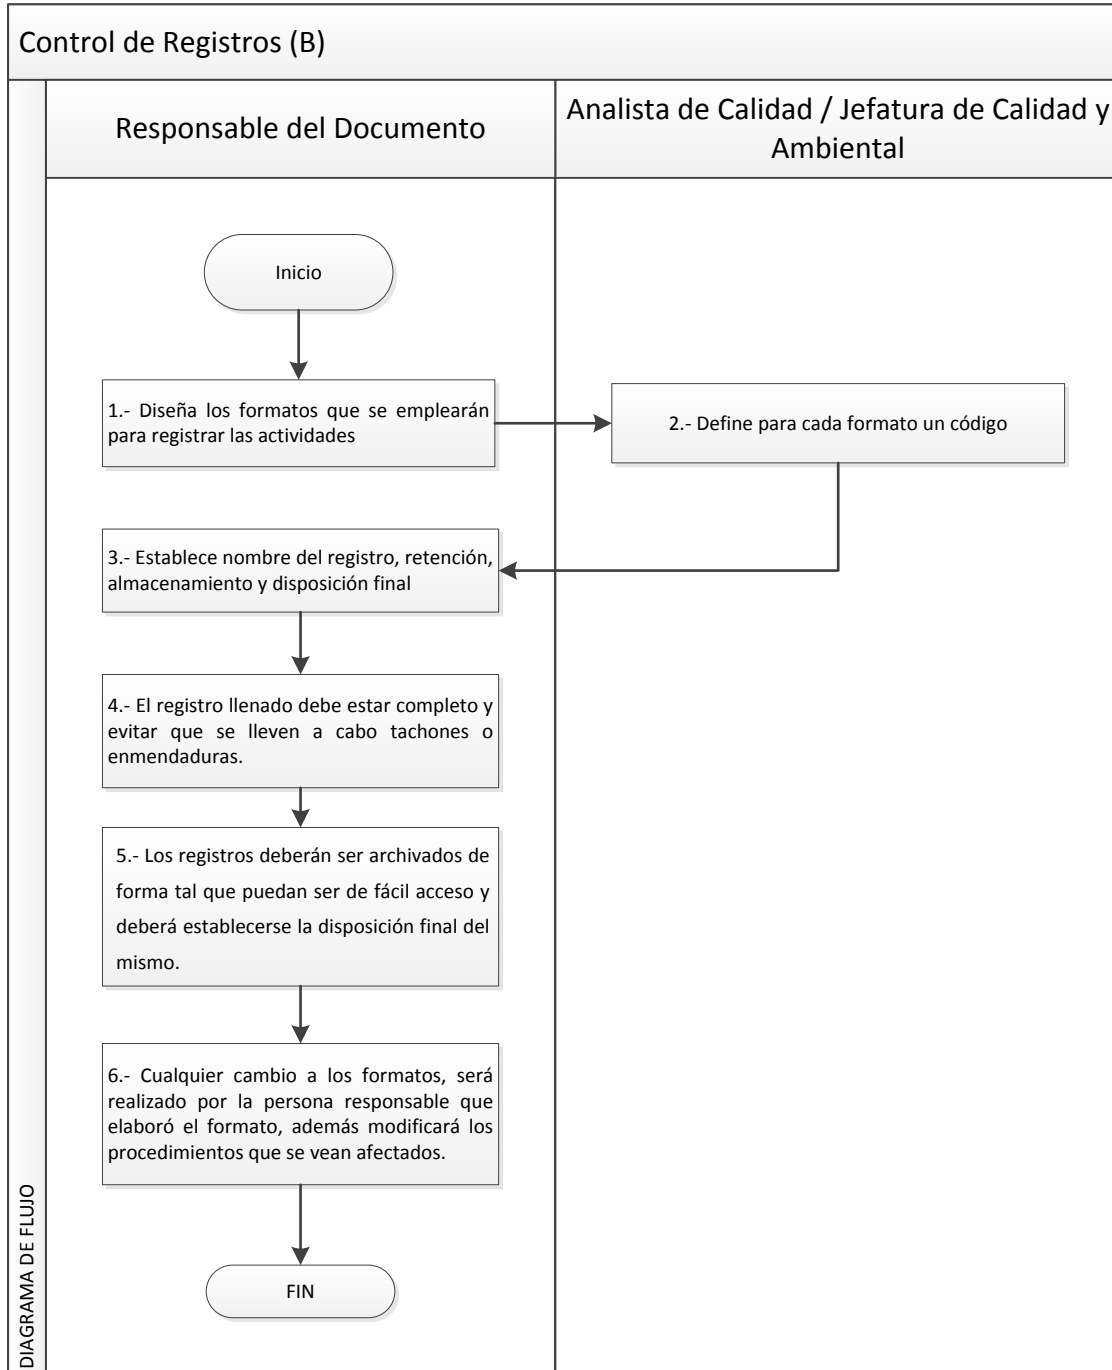 Control de Registros (B)
Responsable del Documento
Analista de Calidad / Jefatura de Calidad y
Ambiental
Inicio
1.- Diseña los formatos que se emplearán
para registrar las actividades
2.- Define para cada formato un código
3.- Establece nombre del registro, retención,
almacenamiento y disposición final
4.- El registro llenado debe estar completo y
evitar que se lleven a cabo tachones o
enmendaduras.
5.- Los registros deberán ser archivados de
forma tal que puedan ser de fácil acceso y
deberá establecerse la disposición final del
mismo.
6.- Cualquier cambio a los formatos, será
realizado por la persona responsable que
elaboró el formato, además modificará los
procedimientos que se vean afectados.
FIN
DIAGRAMA DE FLUJO